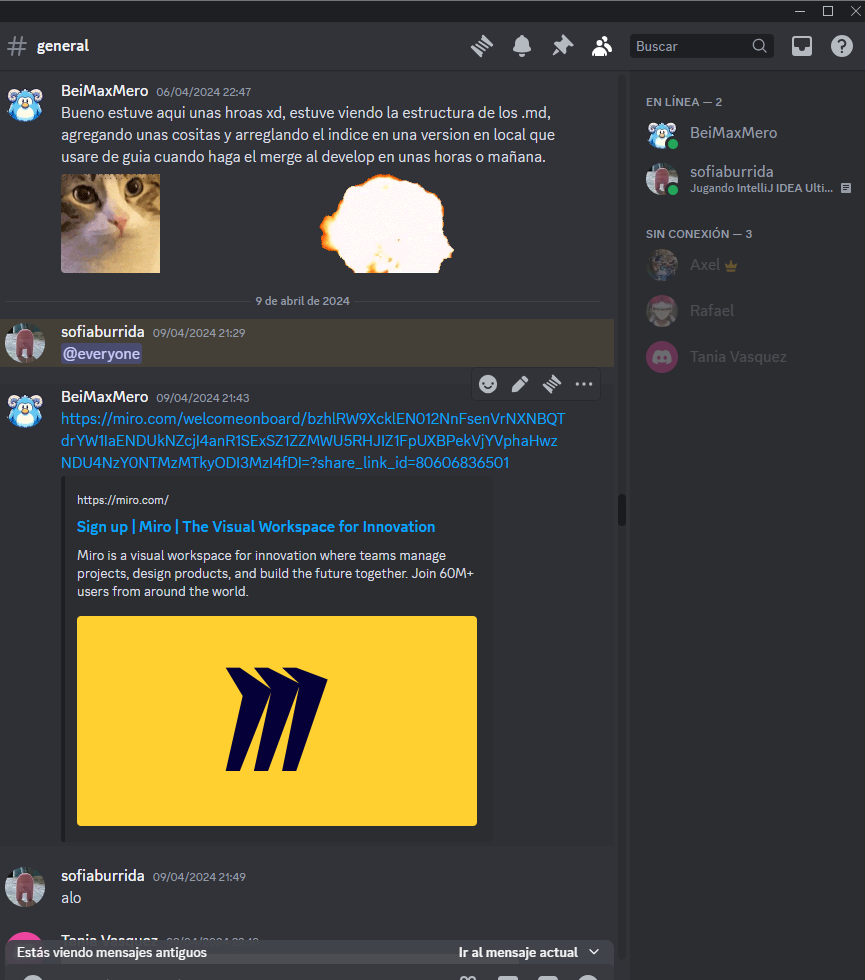 general
Buscar
BeiMaxMero 06/04/2024 22:47
Bueno estuve aqui unas hroas xd, estuve viendo la estructura de los .md,
agregando unas cositas y arreglando el indice en una version en local que
usare de guia cuando haga el merge al develop en unas horas o mañana.
9 de abril de 2024
sofiaburrida 09/04/2024 21:29
@everyone
BeiMaxMero 09/04/2024 21:43
https://miro.com/welcomeonboard/bzhlRW9XcklEN012NnFsenVrNXNBQT
drYW1IaENDUkNZcjI4anR1SExSZ1ZZMWU5RHJIZ1FpUXBPekVjYVphaHwz
NDU4NzY0NTMzMTkyODI3MzI4fDI=?share_link_id=80606836501
https://miro.com/
Sign up | Miro | The Visual Workspace for Innovation
Miro is a visual workspace for innovation where teams manage
projects, design products, and build the future together. Join 60M+
users from around the world.
sofiaburrida 09/04/2024 21:49
alo
Tania Vasquez
Estás viendo mensajes antiguos
Ir al mensaje actual
EN LÍNEA — 2
BeiMaxMero
sofiaburrida
Jugando IntelliJ IDEA Ulti...
SIN CONEXIÓN — 3
Axel
Rafael
Tania Vasquez